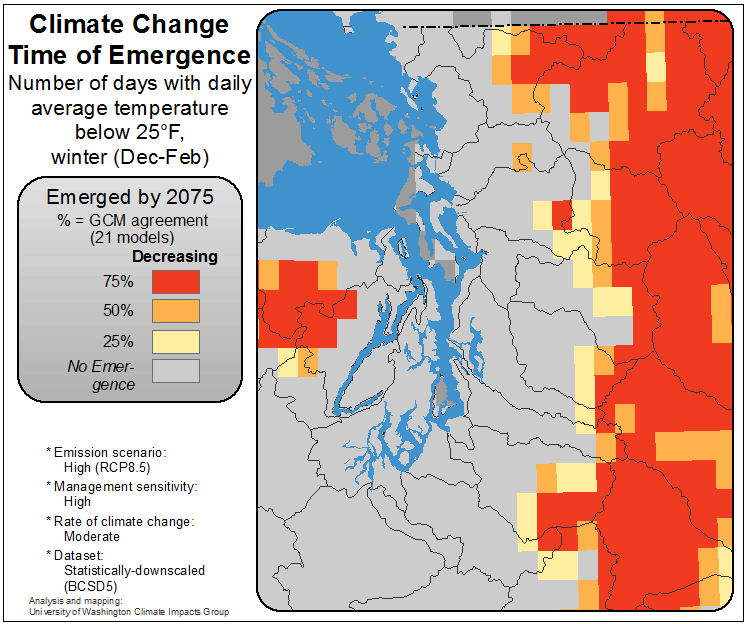 Climate Change
Time of Emergence
Number of days with daily
average temperature
below 25°F,
winter (Dec-Feb)
Emerged by 2075
% = GCM agreement
(21 models)
Decreasing
75%
50%
25%
No Emer-
gence
* Emission scenario:
High (RCP8.5)
* Management sensitivity:
High
* Rate of climate change:
Moderate
* Dataset:
Statistically-downscaled
(BCSD5)
Analysis and mapping:
University of Washington Climate Impacts Group